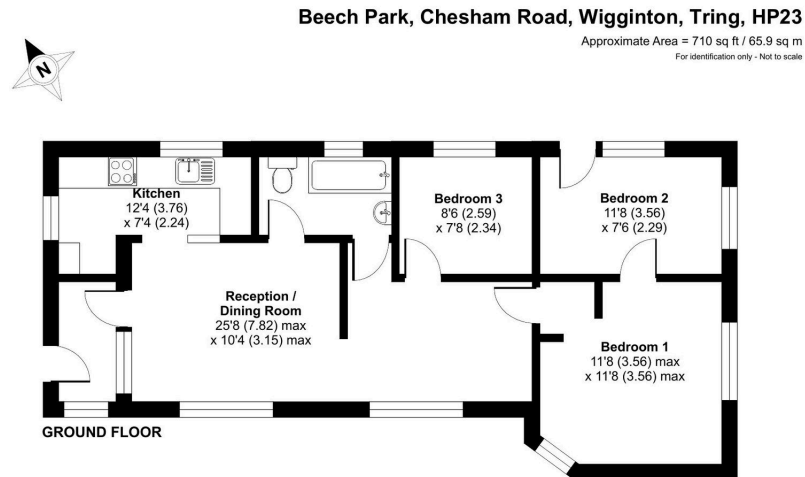 Beech Park, Chesham Road, Wigginton, Tring, HP23
Approximate Area = 710 sq ft / 65.9 sq m
For identification only - Not to scale
N
Kitchen
12'4 (3.76)
x 7'4 (2.24)
Bedroom 3
8'6 (2.59)
x 7'8 (2.34)
Bedroom 2
11'8 (3.56)
x 7'6 (2.29)
Reception /
Dining Room
25'8 (7.82) max
x 10'4 (3.15) max
Bedroom 1
11'8 (3.56) max
x 11'8 (3.56) max
GROUND FLOOR